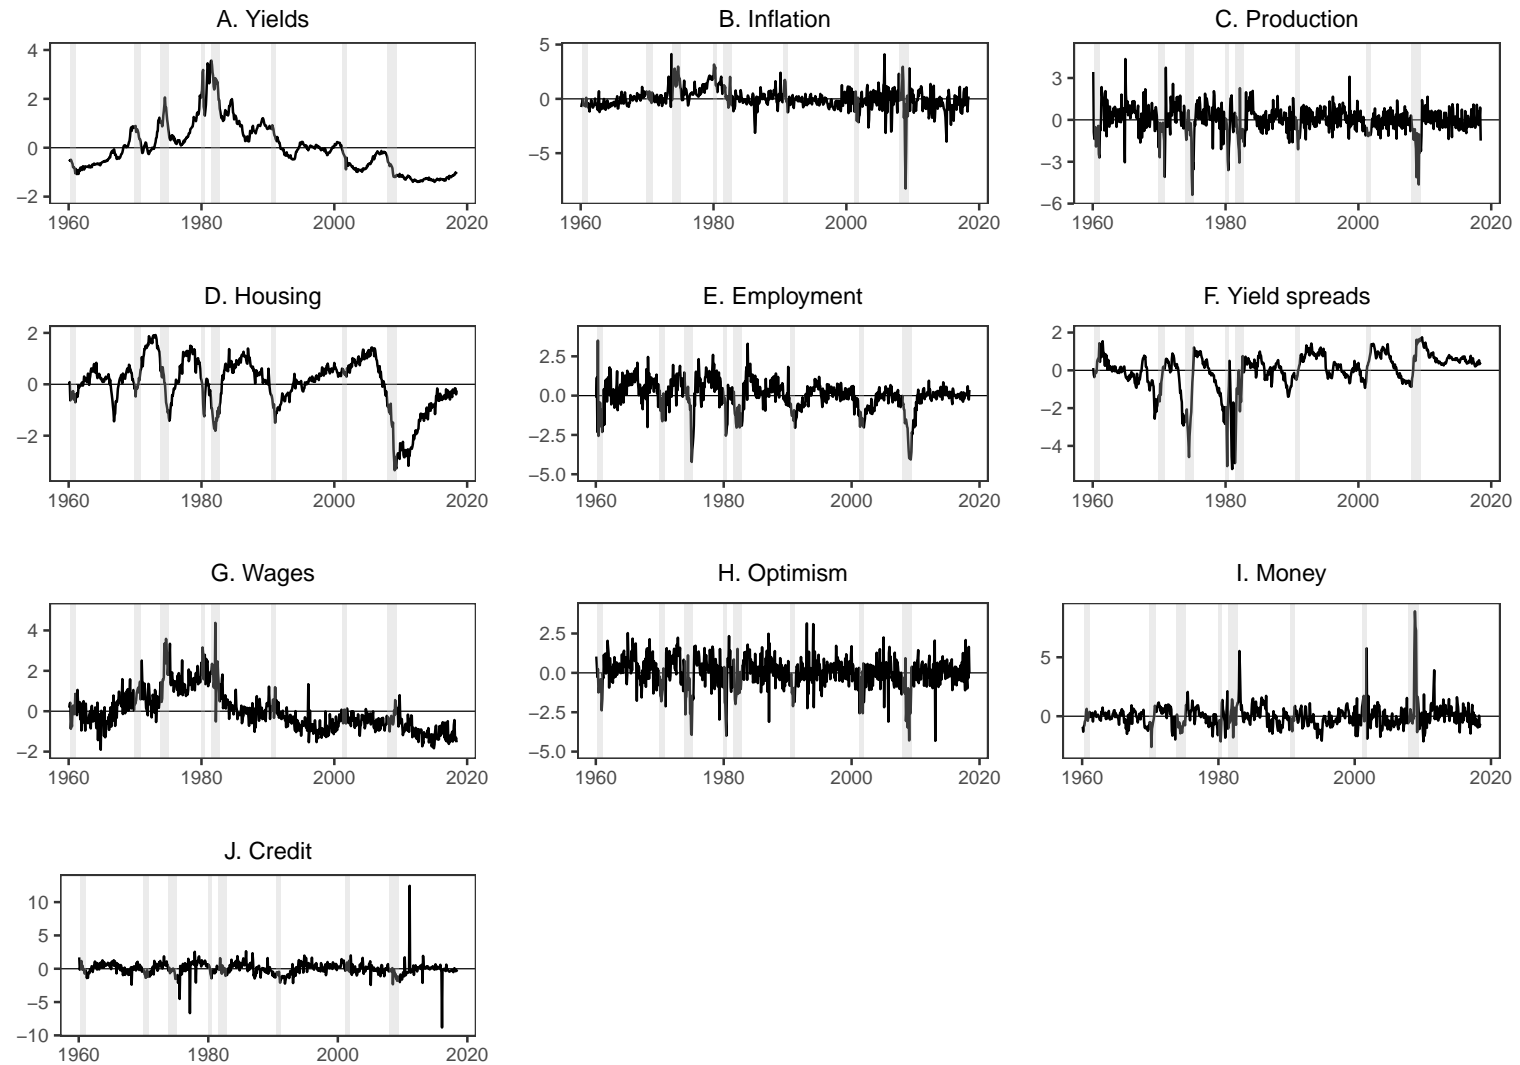 A. Yields
4
2
0
−2
1960 1980 2000 2020
B. Inflation
5
0
−5
1960 1980 2000 2020
C. Production
3
0
−3
−6
1960 1980 2000 2020
D. Housing
2
0
−2
1960 1980 2000 2020
E. Employment
2.5
0.0
−2.5
−5.0
1960 1980 2000 2020
F. Yield spreads
2
0
−2
−4
1960 1980 2000 2020
G. Wages
4
2
0
−2
1960 1980 2000 2020
H. Optimism
2.5
0.0
−2.5
−5.0
1960 1980 2000 2020
I. Money
5
0
1960 1980 2000 2020
J. Credit
10
5
0
−5
−10
1960 1980 2000 2020